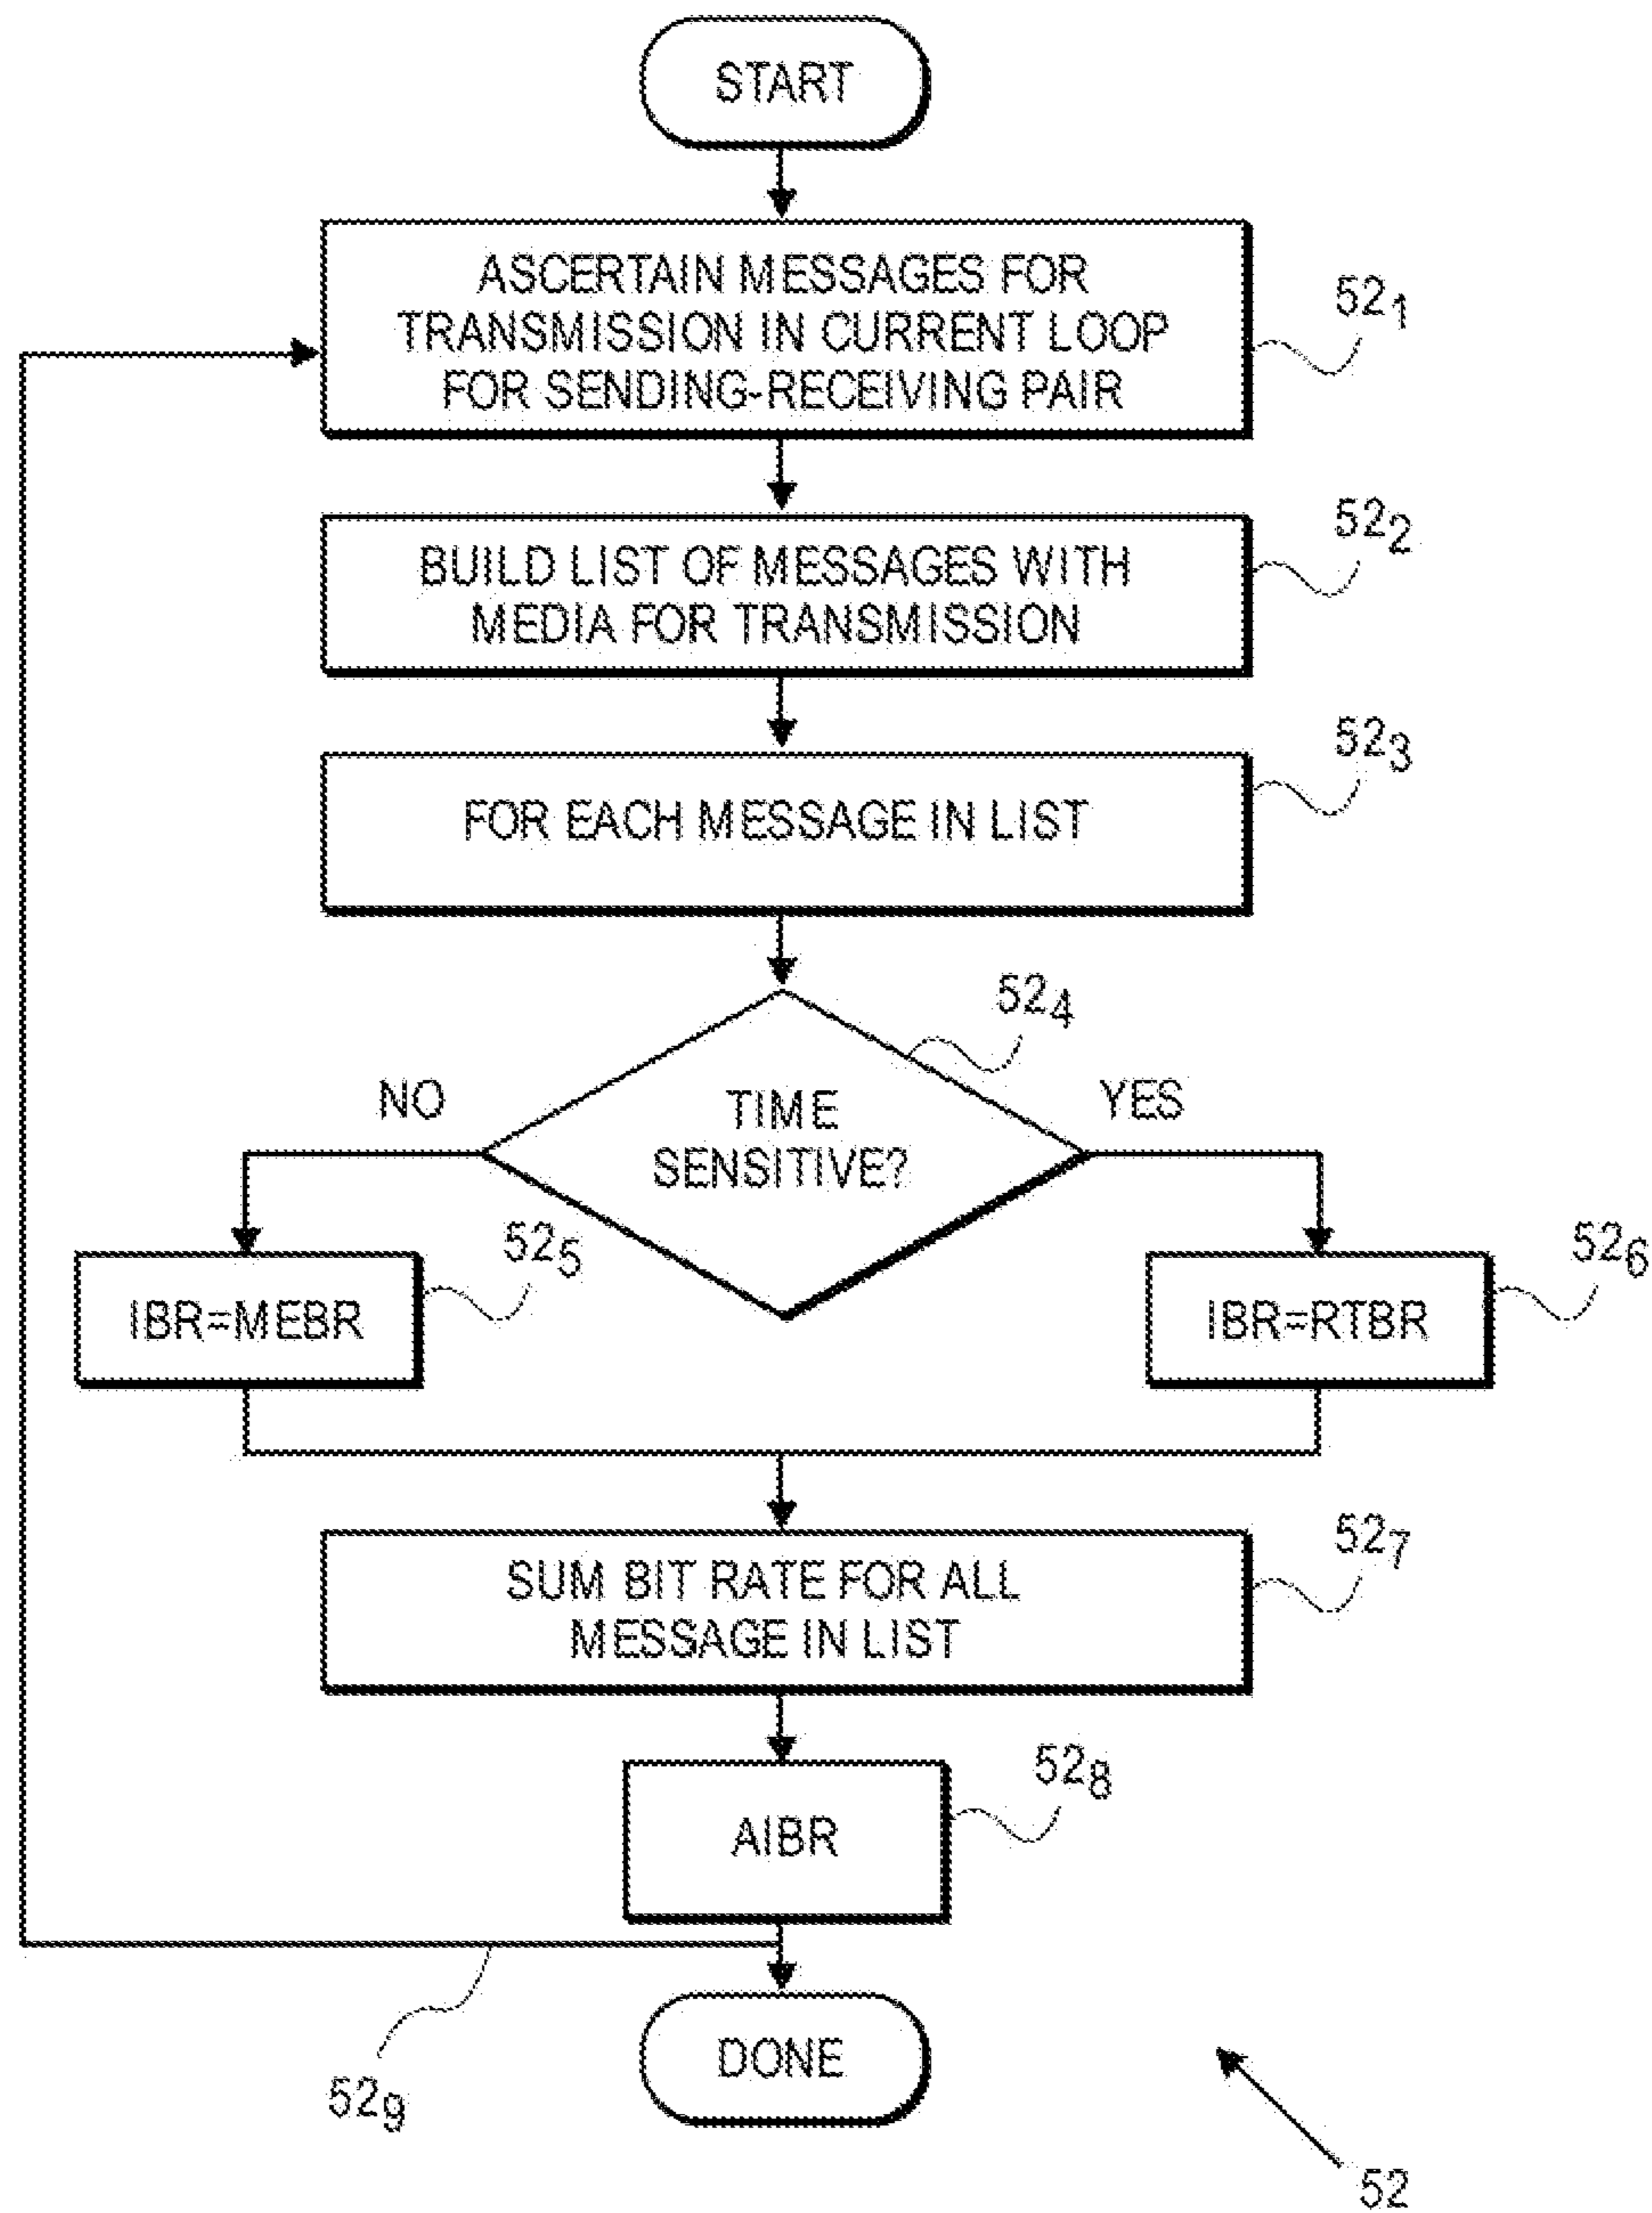 START
ASCERTAIN MESSAGES FOR
TRANSMISSION IN CURRENT LOOP
FOR SENDING-RECEIVING PAIR
52₁
BUILD LIST OF MESSAGES WITH
MEDIA FOR TRANSMISSION
52₂
FOR EACH MESSAGE IN LIST
52₃
TIME
SENSITIVE?
52₄
NO
YES
IBR=MEBR
52₅
IBR=RTBR
52₆
SUM BIT RATE FOR ALL
MESSAGE IN LIST
52₇
AIBR
52₈
52₉
DONE
52